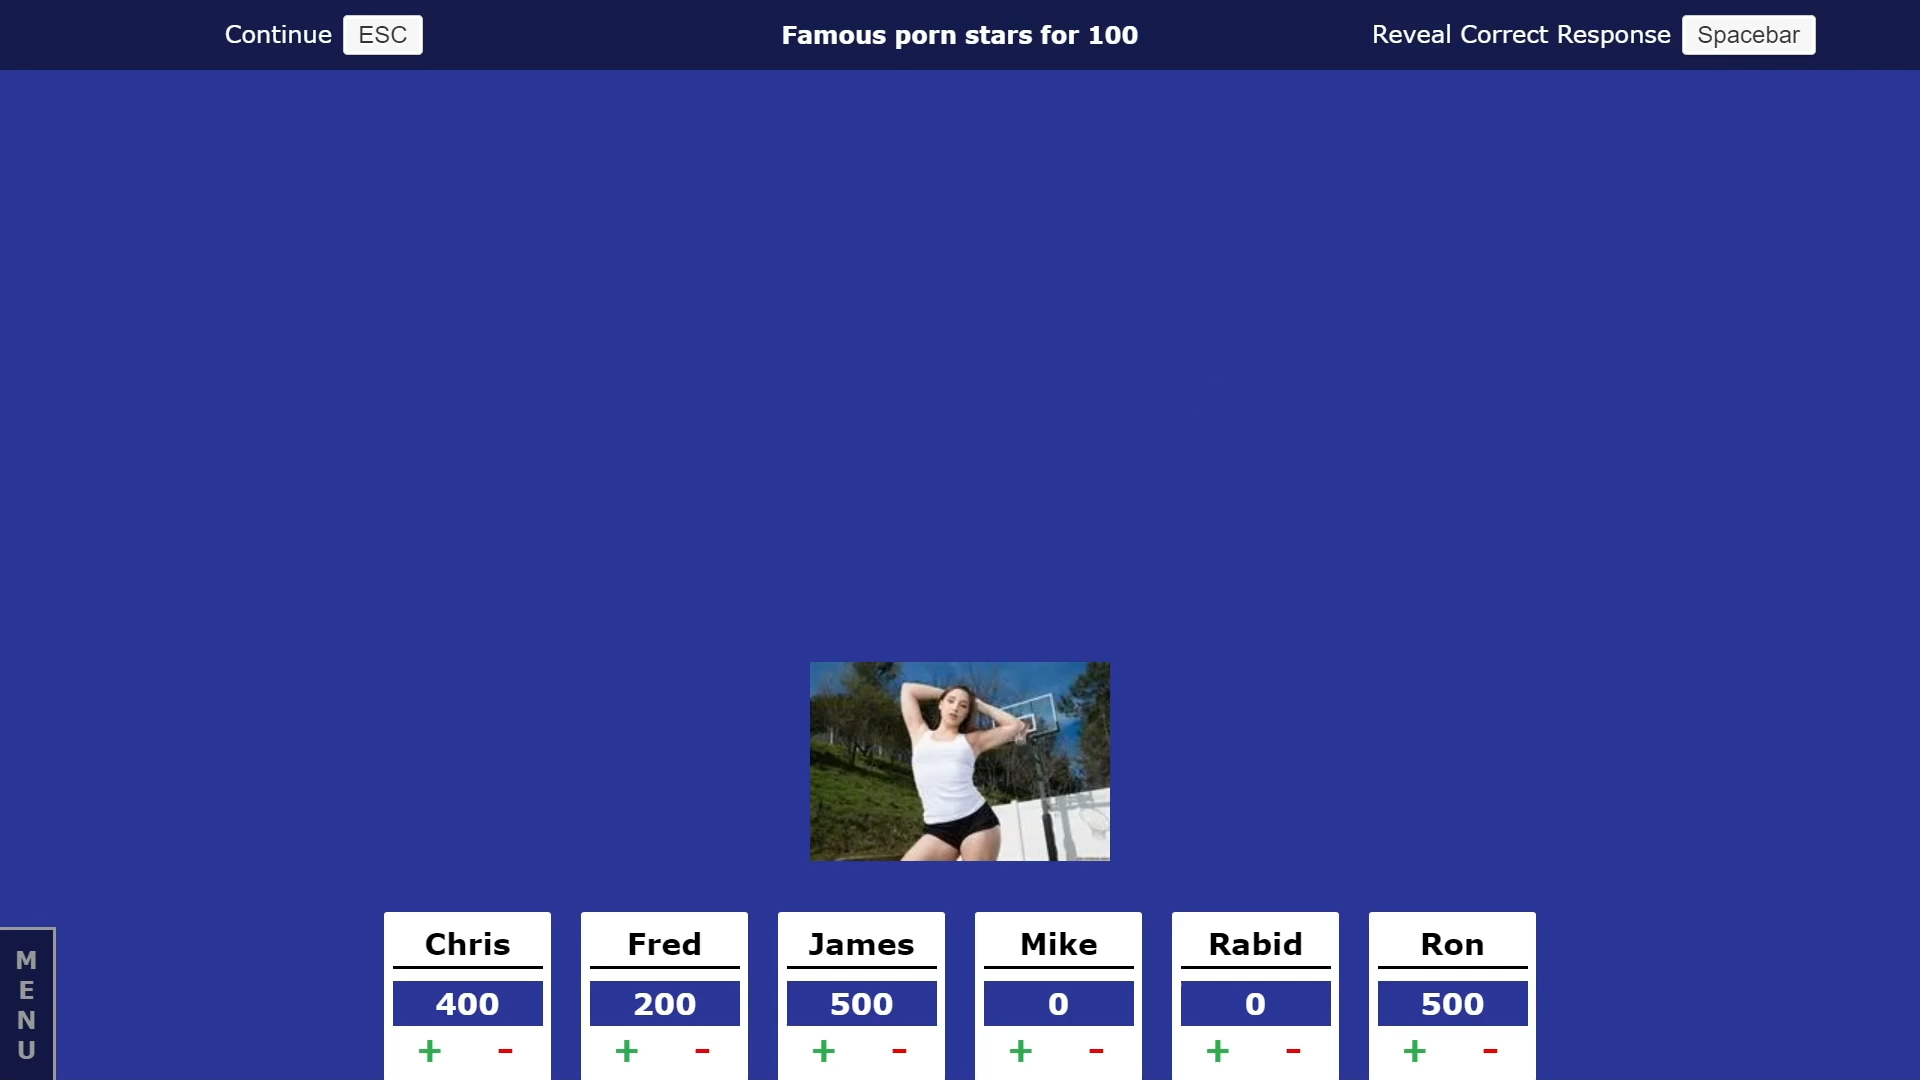 Continue ESC Famous porn stars for 100 Reveal Correct Response Spacebar
Chris Fred James Mike Rabid Ron
400 200 500 0 0 500
+ - + - + - + - + - + -
MENU